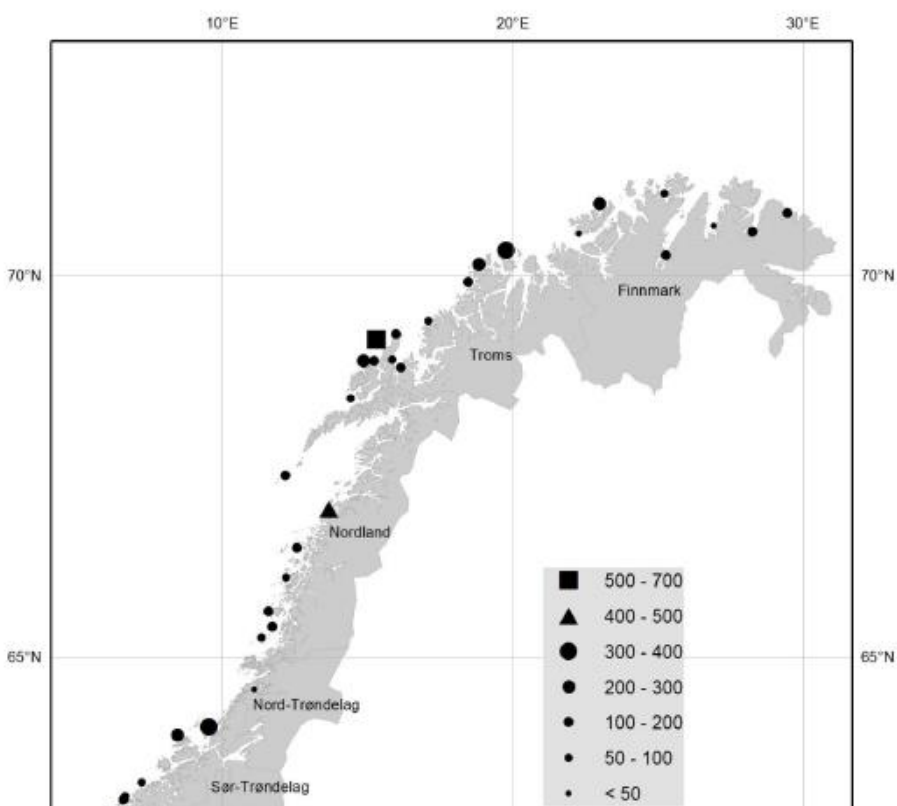 10°E 20°E 30°E
70°N 70°N
Finnmark
Troms
Nordland
500 - 700
400 - 500
300 - 400
65°N 65°N
200 - 300
Nord-Trøndelag
100 - 200
50 - 100
Sør-Trøndelag
< 50